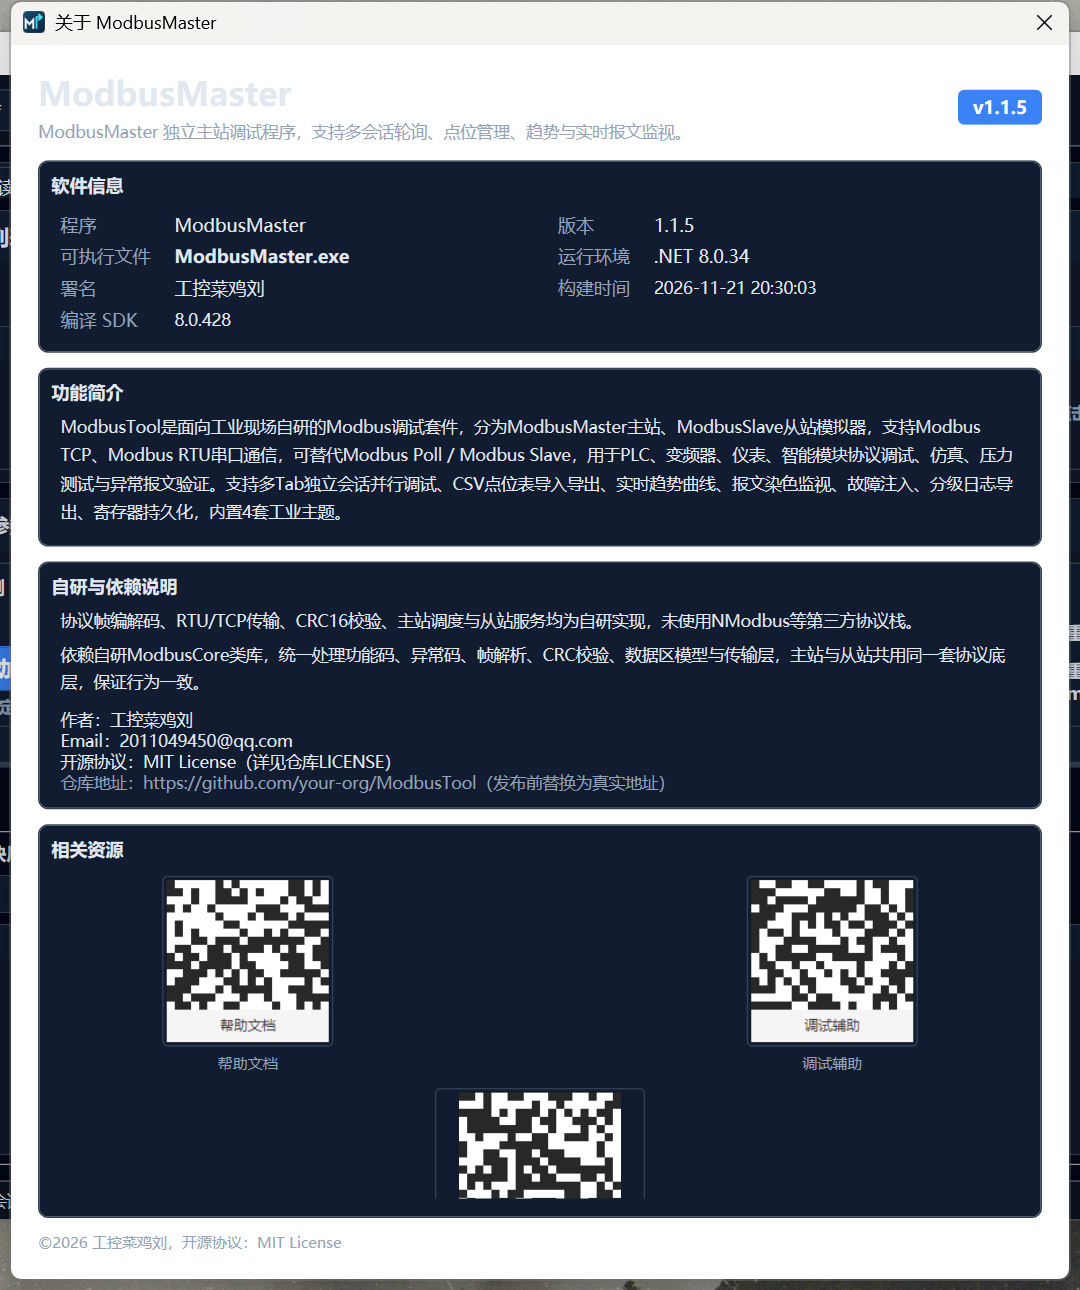 关于 ModbusMaster
ModbusMaster
v1.1.5
ModbusMaster 独立主站调试程序，支持多会话轮询、点位管理、趋势与实时报文监视。
软件信息
程序 ModbusMaster 版本 1.1.5
可执行文件 ModbusMaster.exe 运行环境 .NET 8.0.34
署名 工控菜鸡刘 构建时间 2026-11-21 20:30:03
编译 SDK 8.0.428
功能简介
ModbusTool是面向工业现场自研的Modbus调试套件，分为ModbusMaster主站、ModbusSlave从站模拟器，支持Modbus
TCP、Modbus RTU串口通信，可替代Modbus Poll / Modbus Slave，用于PLC、变频器、仪表、智能模块协议调试、仿真、压力
测试与异常报文验证。支持多Tab独立会话并行调试、CSV点位表导入导出、实时趋势曲线、报文染色监视、故障注入、分级日志导
出、寄存器持久化，内置4套工业主题。
自研与依赖说明
协议帧编解码、RTU/TCP传输、CRC16校验、主站调度与从站服务均为自研实现，未使用NModbus等第三方协议栈。
依赖自研ModbusCore类库，统一处理功能码、异常码、帧解析、CRC校验、数据区模型与传输层，主站与从站共用同一套协议底
层，保证行为一致。
作者：工控菜鸡刘
Email：2011049450@qq.com
开源协议：MIT License（详见仓库LICENSE）
仓库地址：https://github.com/your-org/ModbusTool（发布前替换为真实地址）
相关资源
帮助文档
调试辅助
帮助文档
调试辅助
©2026 工控菜鸡刘，开源协议：MIT License